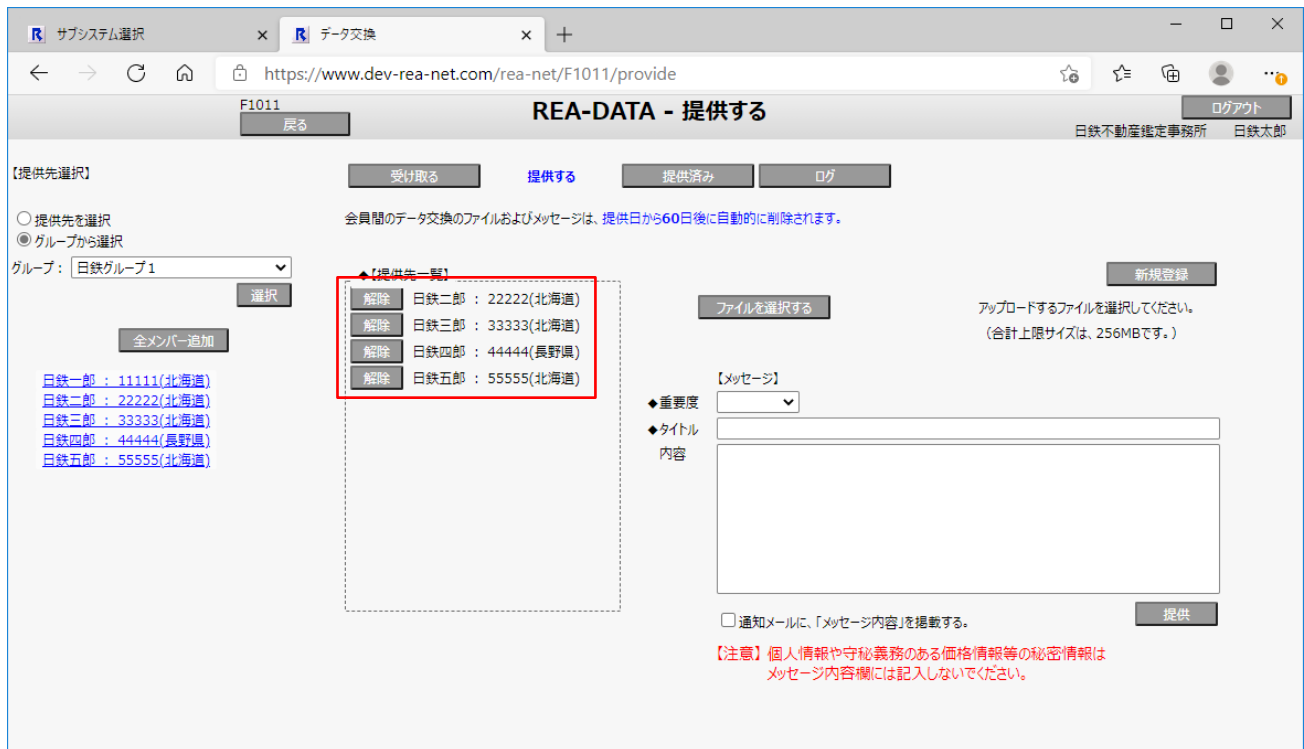 サブシステム選択
データ交換
https://www.dev-rea-net.com/rea-net/F1011/provide
F1011
戻る
REA-DATA - 提供する
ログアウト
日鉄不動産鑑定事務所 日鉄太郎
【提供先選択】
受け取る 提供する 提供済み ログ
提供先を選択
グループから選択
グループ： 日鉄グループ1
選択
全メンバー追加
日鉄一郎 ： 11111(北海道)
日鉄二郎 ： 22222(北海道)
日鉄三郎 ： 33333(北海道)
日鉄四郎 ： 44444(長野県)
日鉄五郎 ： 55555(北海道)
会員間のデータ交換のファイルおよびメッセージは、提供日から60日後に自動的に削除されます。
◆【提供先一覧】
解除 日鉄二郎 ： 22222(北海道)
解除 日鉄三郎 ： 33333(北海道)
解除 日鉄四郎 ： 44444(長野県)
解除 日鉄五郎 ： 55555(北海道)
新規登録
ファイルを選択する
アップロードするファイルを選択してください。
（合計上限サイズは、256MBです。）
【メッセージ】
◆重要度
◆タイトル
内容
通知メールに、「メッセージ内容」を掲載する。
提供
【注意】個人情報や守秘義務のある価格情報等の秘密情報は
メッセージ内容欄には記入しないでください。